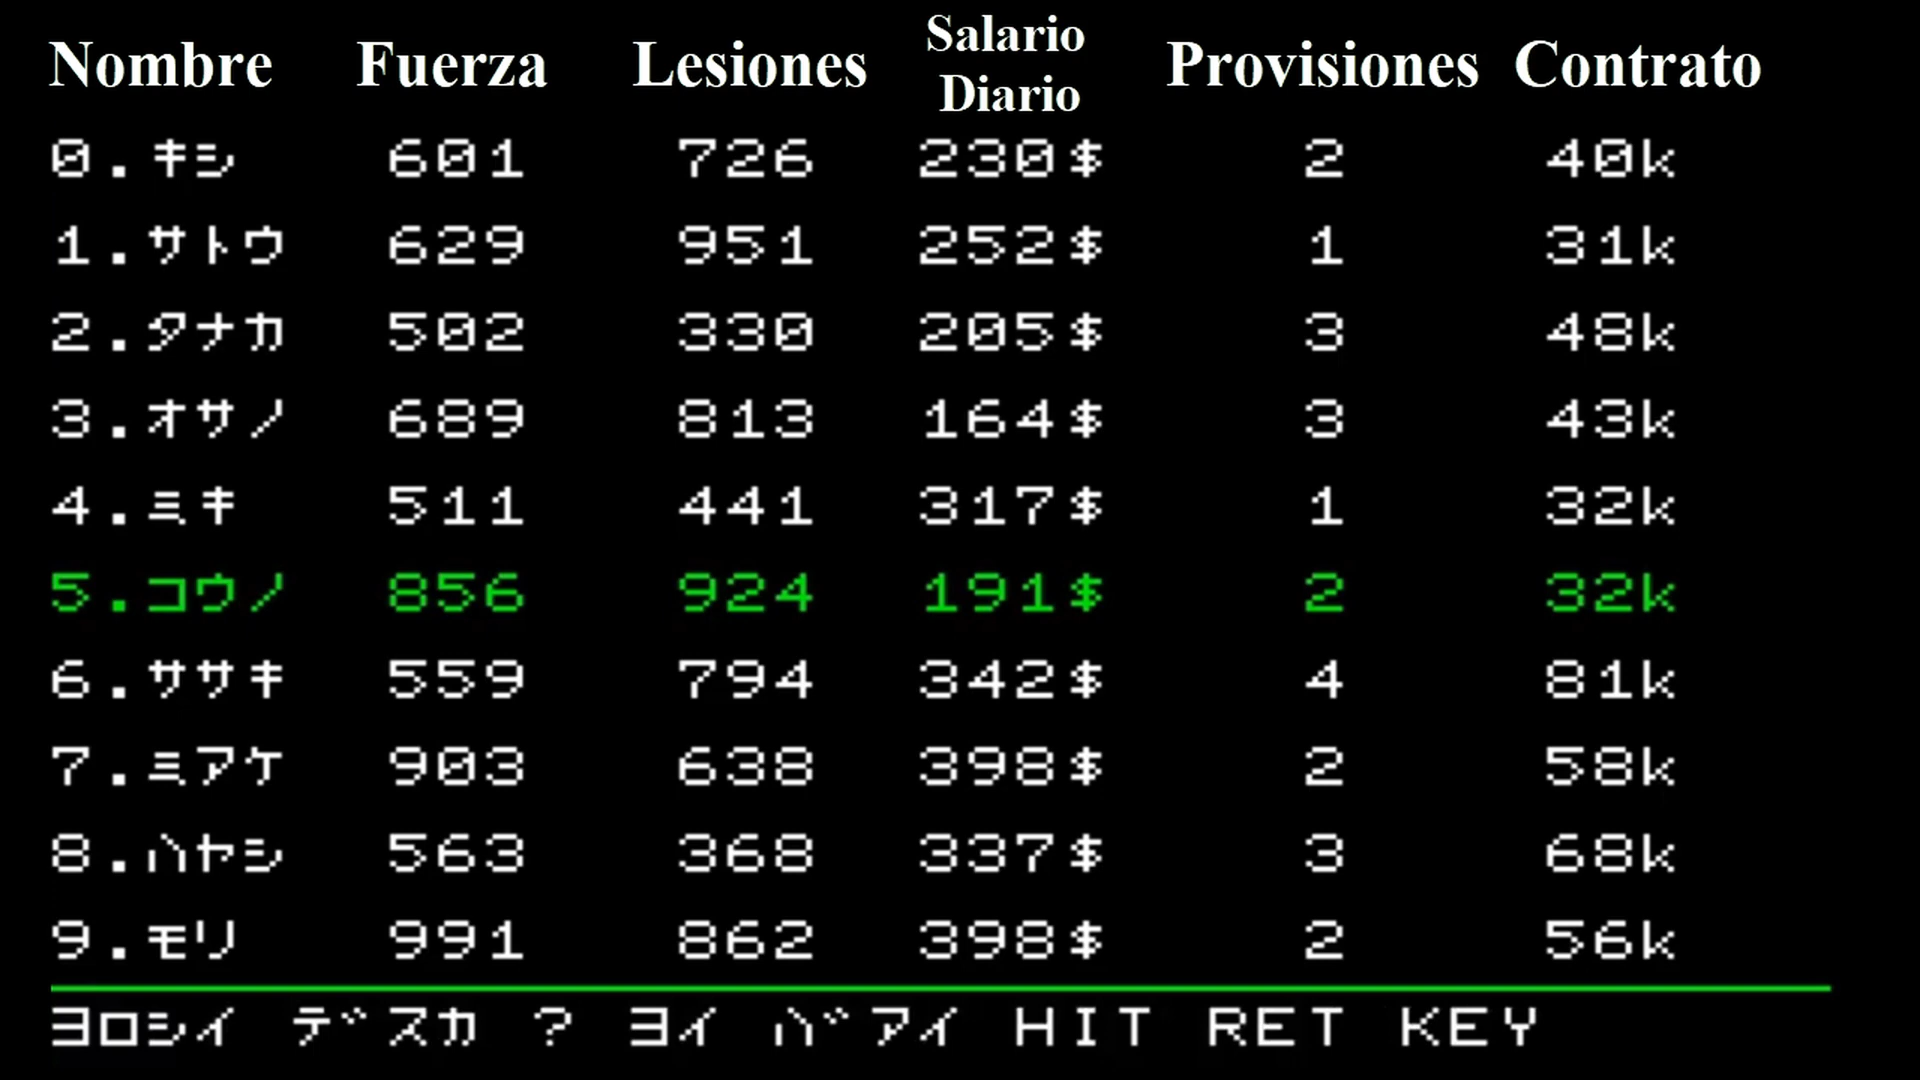 Nombre Fuerza Lesiones Salario Diario Provisiones Contrato
0.キシ 601 726 230$ 2 40k
1.サトウ 629 951 252$ 1 31k
2.タナカ 502 330 205$ 3 48k
3.オサノ 689 813 164$ 3 43k
4.ミキ 511 441 317$ 1 32k
5.コウノ 856 924 191$ 2 32k
6.ササキ 559 794 342$ 4 81k
7.ミアケ 903 638 398$ 2 58k
8.ハヤシ 563 368 337$ 3 68k
9.モリ 991 862 398$ 2 56k
ヨロシイ デスカ ? ヨイ バアイ HIT RET KEY